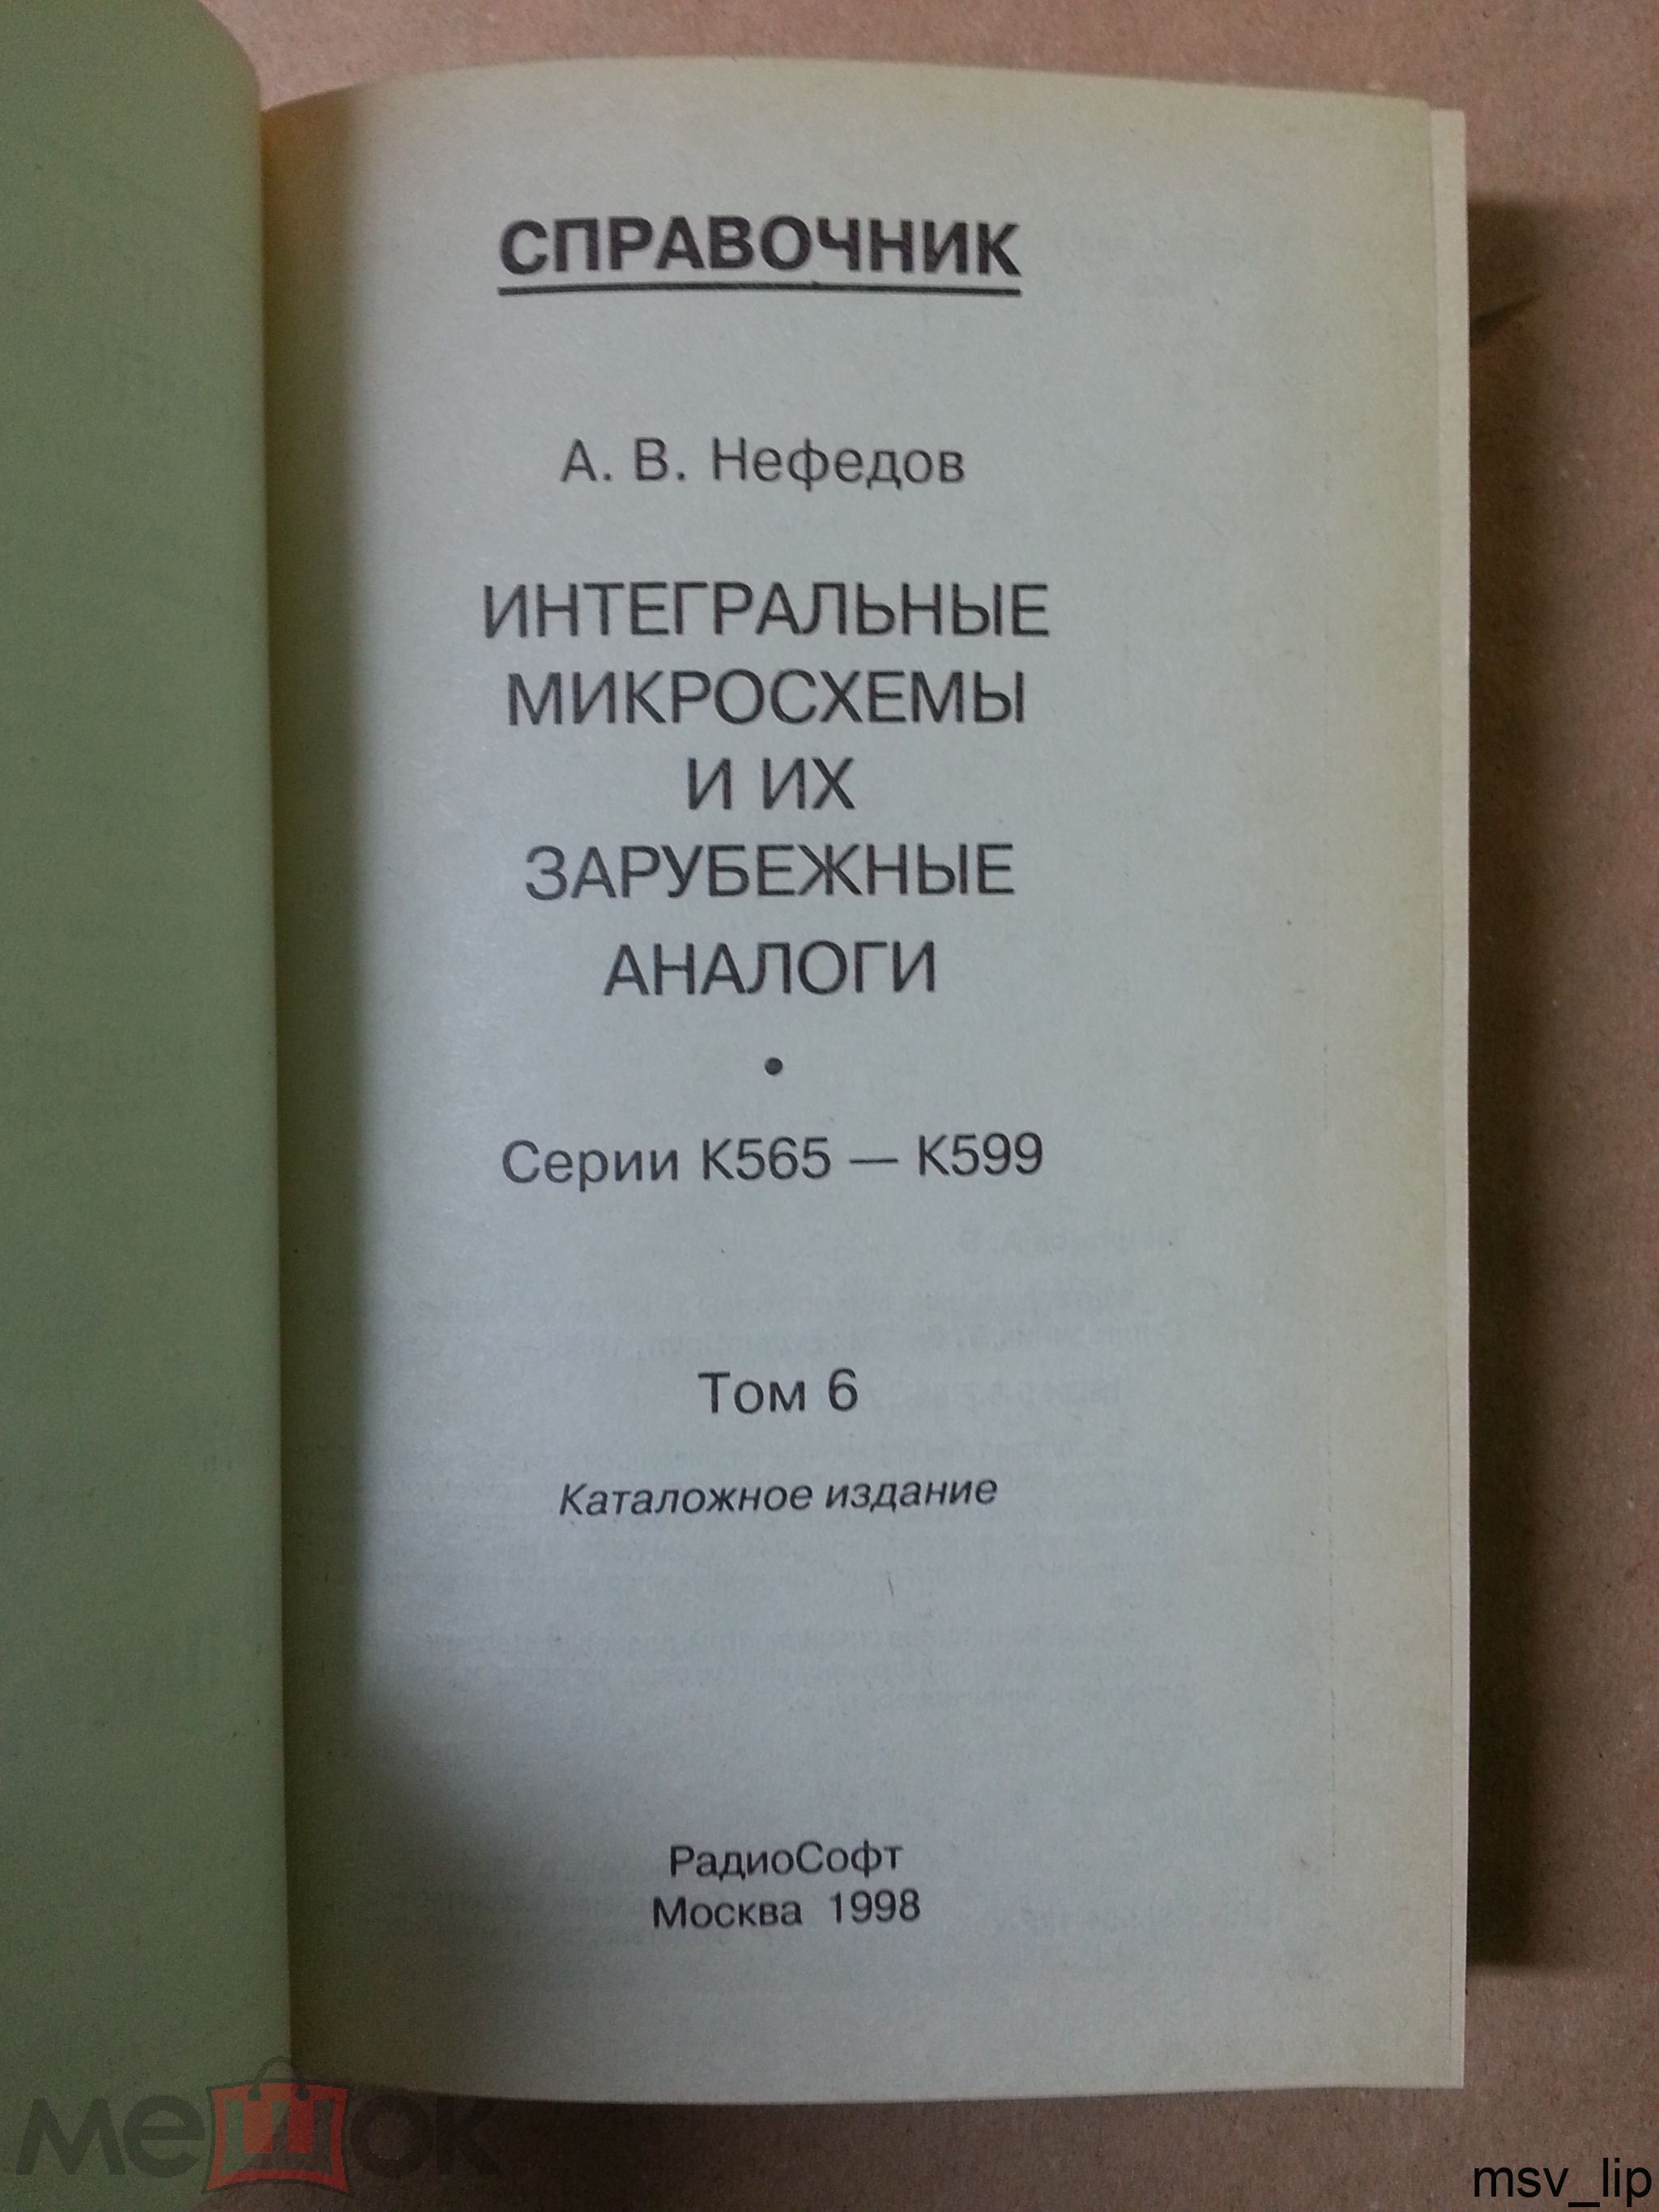 СПРАВОЧНИК
А. В. Нефедов
ИНТЕГРАЛЬНЫЕ
МИКРОСХЕМЫ
И ИХ
ЗАРУБЕЖНЫЕ
АНАЛОГИ
•
Серии К565 — К599
Том 6
Каталожное издание
РадиоСофт
Москва 1998
мешок
msv_lip